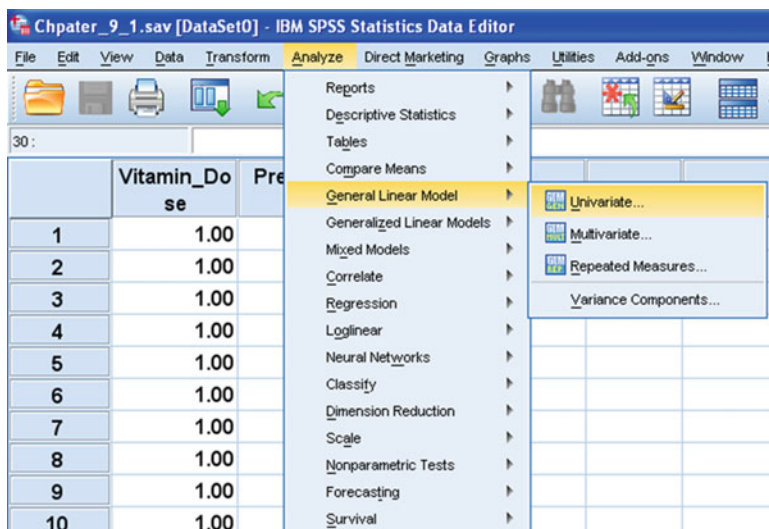 Chpater_9_1.sav [DataSet0] - IBM SPSS Statistics Data Editor
File Edit View Data Transform Analyze Direct Marketing Graphs Utilities Add-ons Window
30 :
Vitamin_Do
se
Pre
1 1.00
2 1.00
3 1.00
4 1.00
5 1.00
6 1.00
7 1.00
8 1.00
9 1.00
10 1.00
Reports
Descriptive Statistics
Tables
Compare Means
General Linear Model
Generalized Linear Models
Mixed Models
Correlate
Regression
Loglinear
Neural Networks
Classify
Dimension Reduction
Scale
Nonparametric Tests
Forecasting
Survival
Univariate...
Multivariate...
Repeated Measures...
Variance Components...